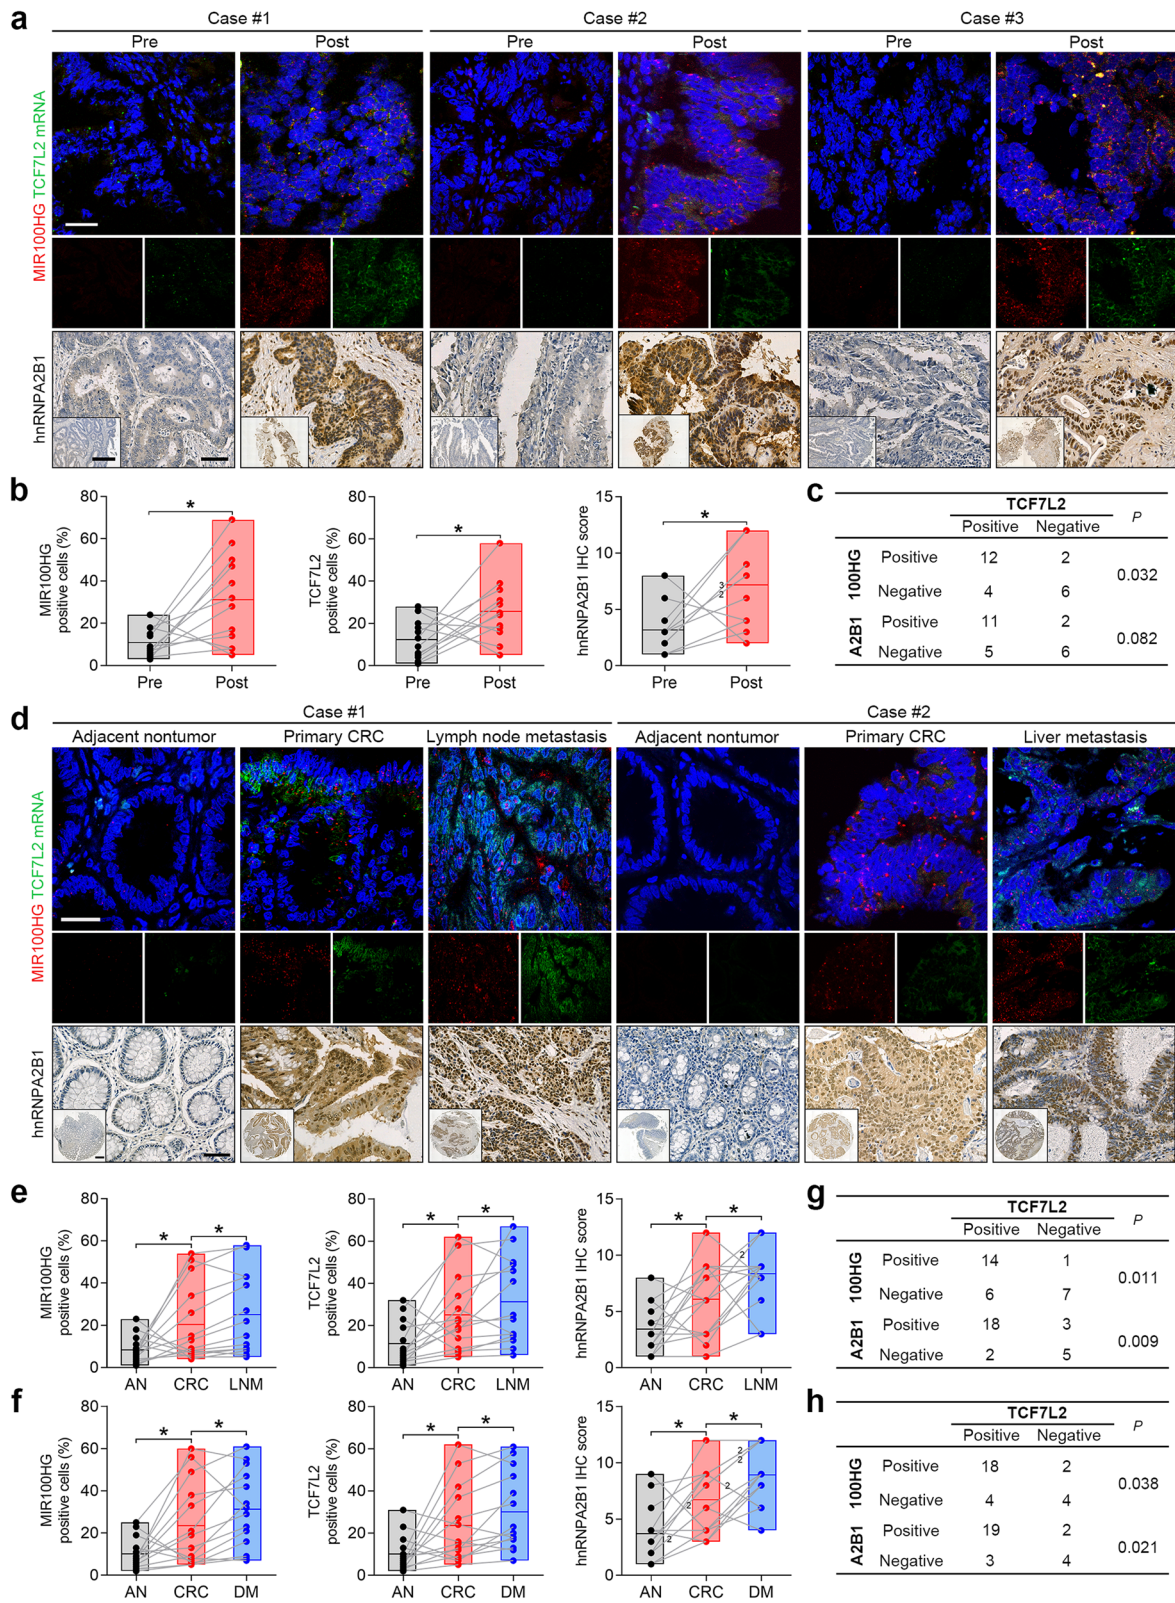 a
Case #1 Case #2 Case #3
Pre Post Pre Post Pre Post
MIR100HG TCF7L2 mRNA
hnRNPA2B1
b
MIR100HG
positive cells (%)
80
60
40
20
0
*
Pre Post
TCF7L2
positive cells (%)
80
60
40
20
0
*
Pre Post
hnRNPA2B1 IHC score
15
10
5
0
*
3
2
Pre Post
c
TCF7L2
Positive Negative P
100HG
Positive 12 2
0.032
Negative 4 6
A2B1
Positive 11 2
0.082
Negative 5 6
d
Case #1 Case #2
Adjacent nontumor Primary CRC Lymph node metastasis Adjacent nontumor Primary CRC Liver metastasis
MIR100HG TCF7L2 mRNA
hnRNPA2B1
e
MIR100HG
positive cells (%)
80
60
40
20
0
* *
AN CRC LNM
TCF7L2
positive cells (%)
80
60
40
20
0
* *
AN CRC LNM
hnRNPA2B1 IHC score
15
10
5
0
* *
2
AN CRC LNM
g
TCF7L2
Positive Negative P
100HG
Positive 14 1
0.011
Negative 6 7
A2B1
Positive 18 3
0.009
Negative 2 5
f
MIR100HG
positive cells (%)
80
60
40
20
0
* *
AN CRC DM
TCF7L2
positive cells (%)
80
60
40
20
0
* *
AN CRC DM
hnRNPA2B1 IHC score
15
10
5
0
* *
2
2
2
2
2
AN CRC DM
h
TCF7L2
Positive Negative P
100HG
Positive 18 2
0.038
Negative 4 4
A2B1
Positive 19 2
0.021
Negative 3 4